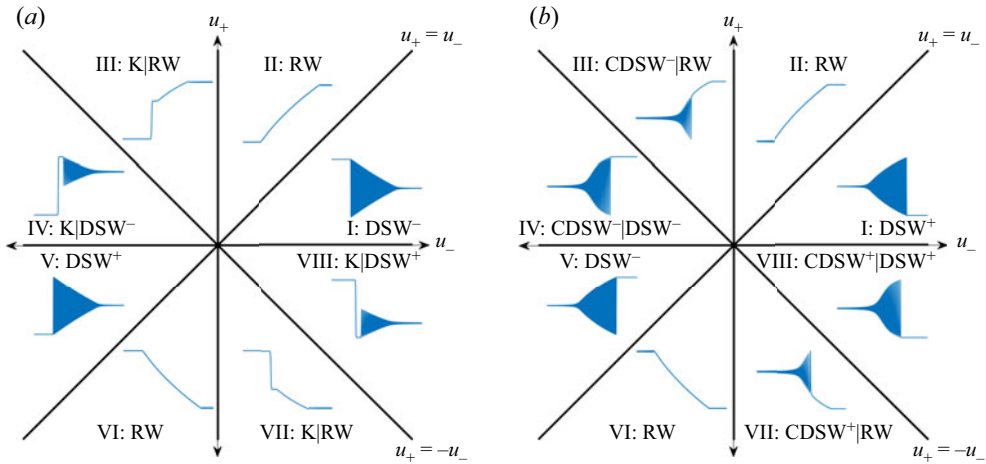 (a)
u₊
u₊ = u₋
III: K|RW
II: RW
IV: K|DSW⁻
I: DSW⁻
u₋
V: DSW⁺
VIII: K|DSW⁺
VI: RW
VII: K|RW
u₊ = –u₋
(b)
u₊
u₊ = u₋
III: CDSW⁻|RW
II: RW
IV: CDSW⁻|DSW⁻
I: DSW⁺
u₋
V: DSW⁻
VIII: CDSW⁺|DSW⁺
VI: RW
VII: CDSW⁺|RW
u₊ = –u₋